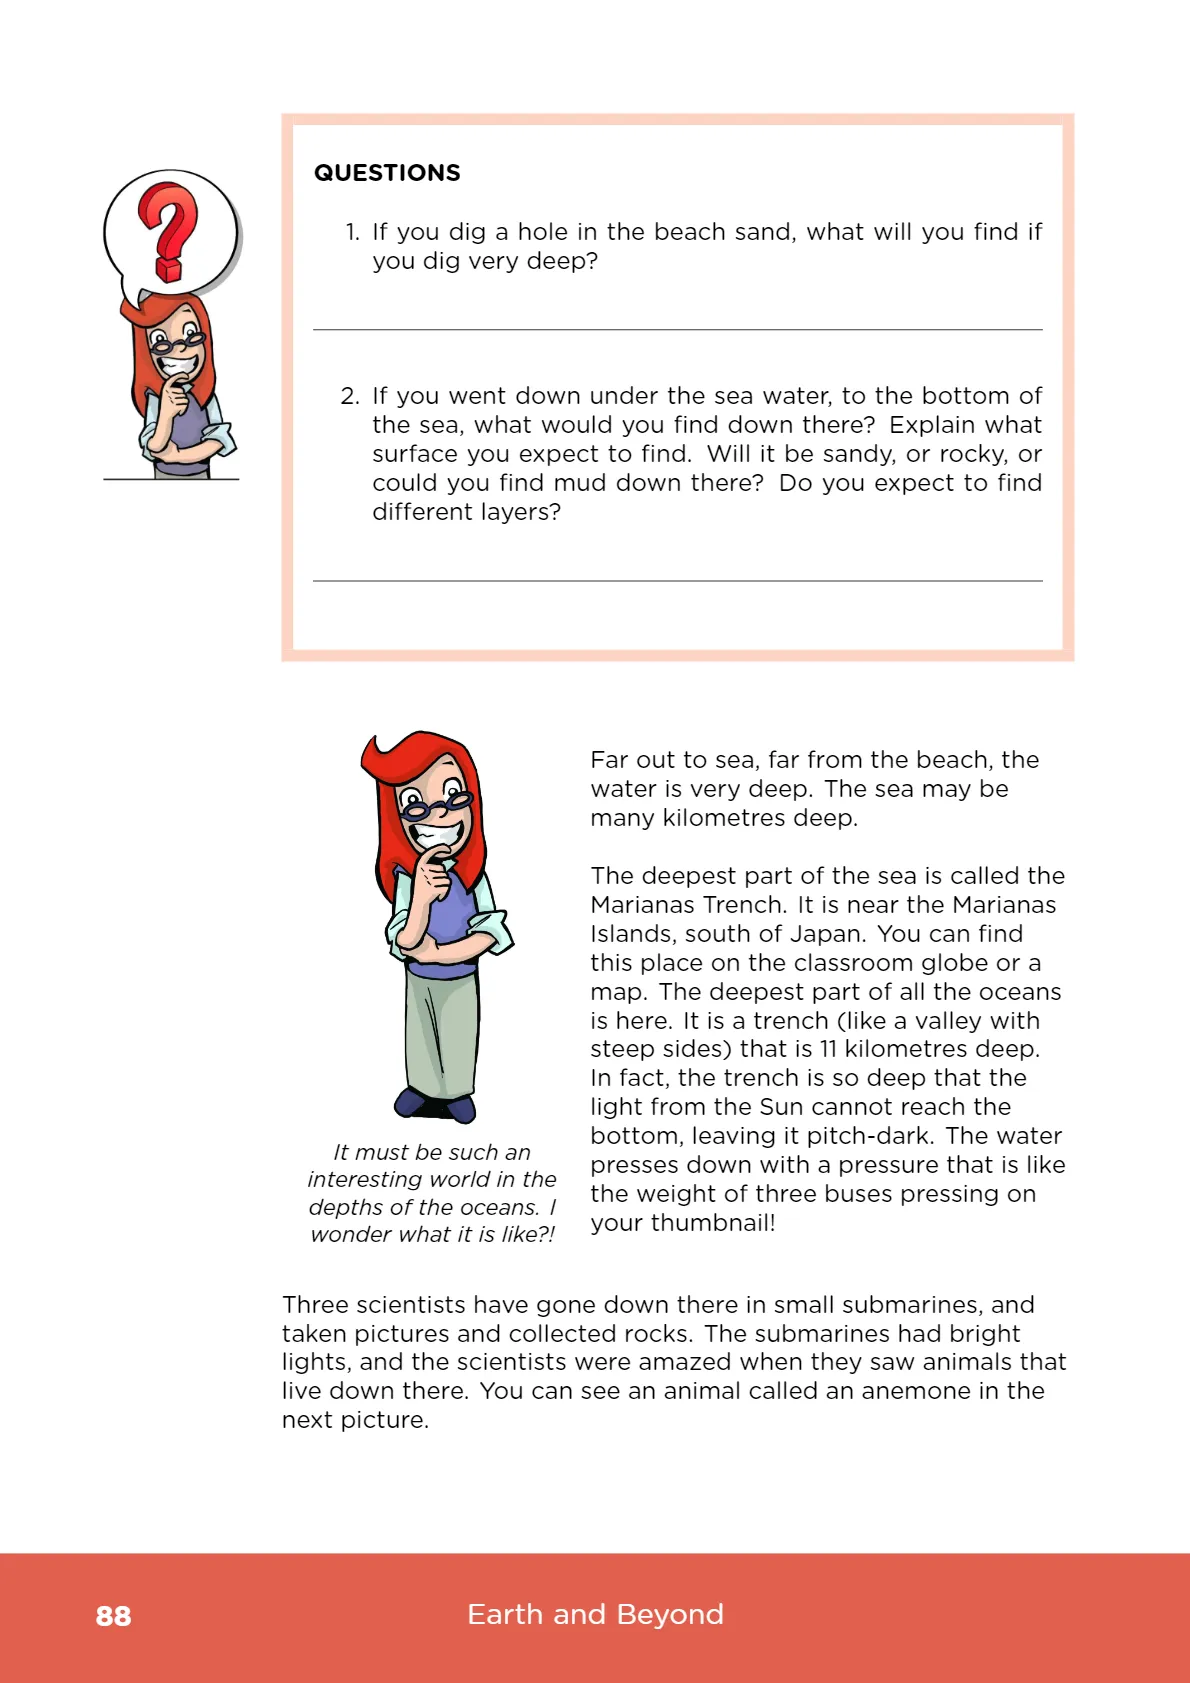 QUESTIONS
1. If you dig a hole in the beach sand, what will you find if
you dig very deep?
2. If you went down under the sea water, to the bottom of
the sea, what would you find down there? Explain what
surface you expect to find. Will it be sandy, or rocky, or
could you find mud down there? Do you expect to find
different layers?
Far out to sea, far from the beach, the
water is very deep. The sea may be
many kilometres deep.
The deepest part of the sea is called the
Marianas Trench. It is near the Marianas
Islands, south of Japan. You can find
this place on the classroom globe or a
map. The deepest part of all the oceans
is here. It is a trench (like a valley with
steep sides) that is 11 kilometres deep.
In fact, the trench is so deep that the
light from the Sun cannot reach the
bottom, leaving it pitch-dark. The water
presses down with a pressure that is like
the weight of three buses pressing on
your thumbnail!
It must be such an
interesting world in the
depths of the oceans. I
wonder what it is like?!
Three scientists have gone down there in small submarines, and
taken pictures and collected rocks. The submarines had bright
lights, and the scientists were amazed when they saw animals that
live down there. You can see an animal called an anemone in the
next picture.
88
Earth and Beyond